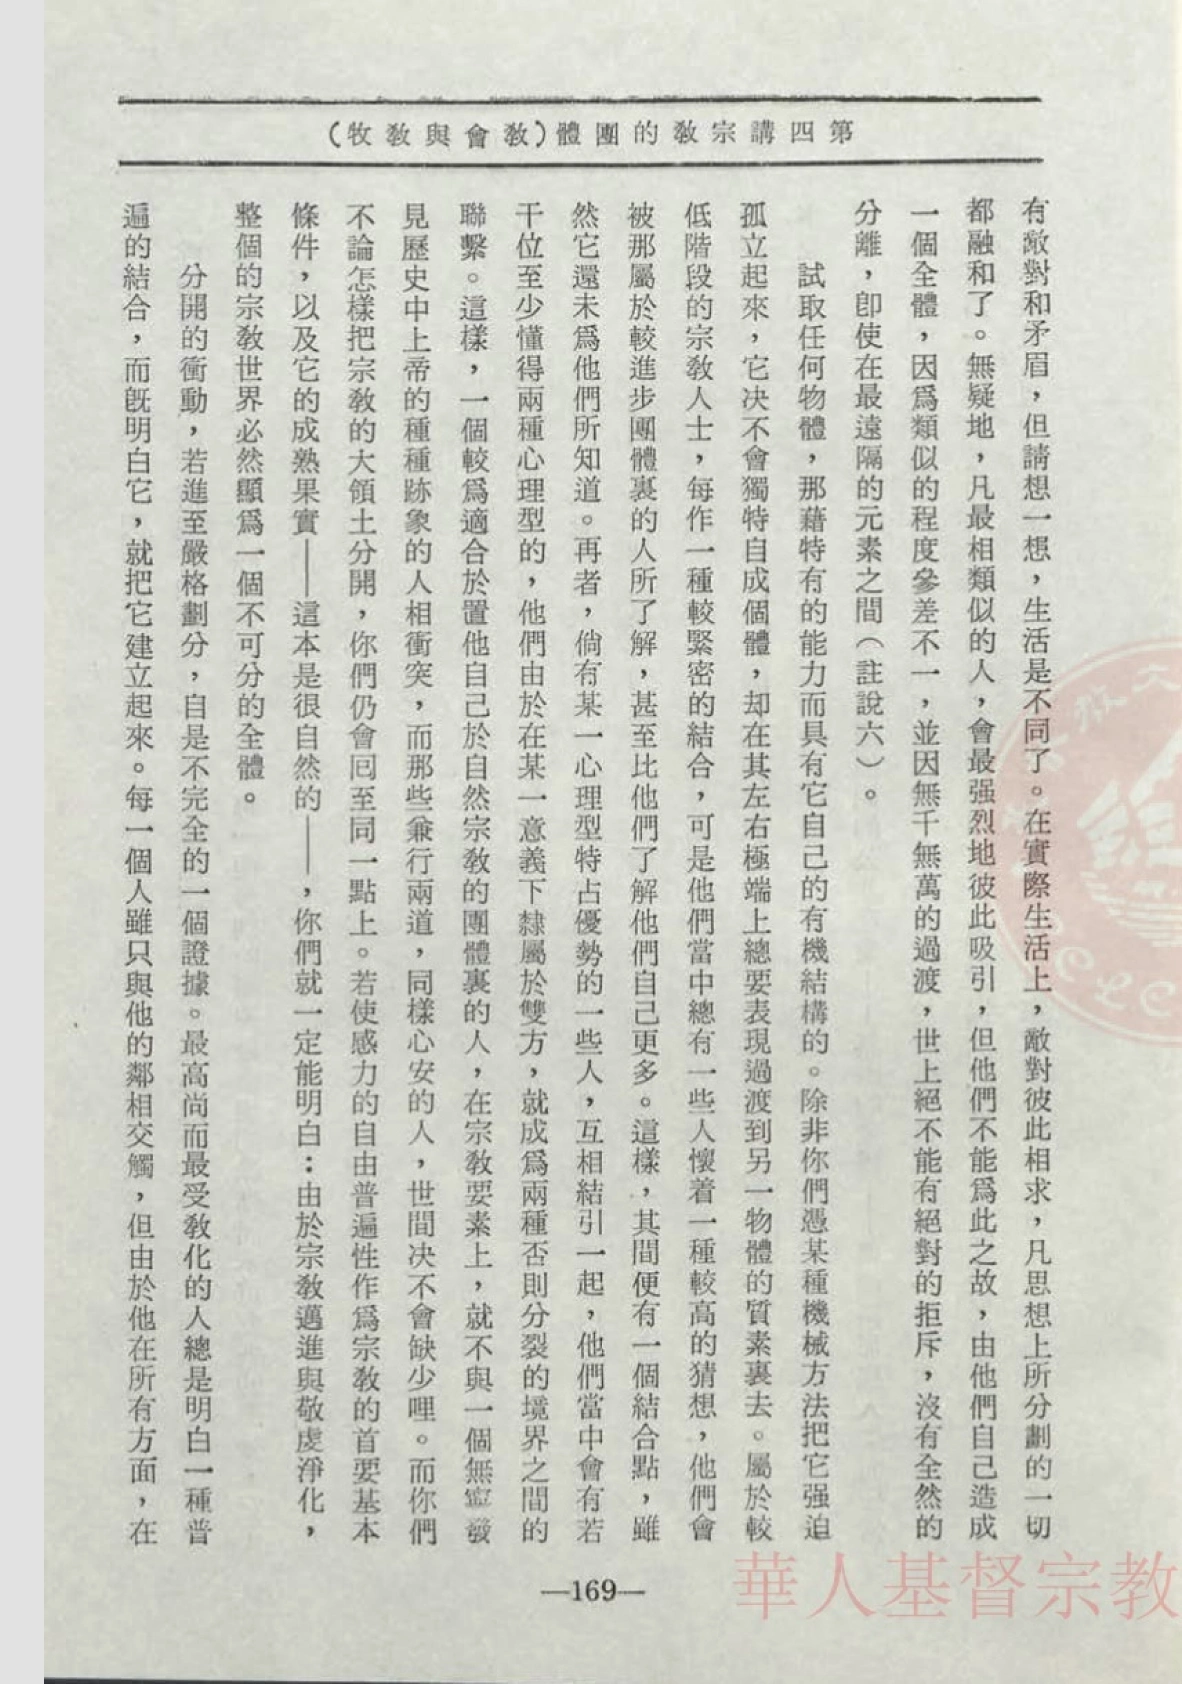 第四講宗教的團體(教會與教牧)
有敵對和矛眉，但請想一想，生活是不同了。在實際生活上，敵對彼此相求，凡思想上所分劃的一切
都融和了。無疑地，凡最相類似的人，會最强烈地彼此吸引，但他們不能爲此之故，由他們自己造成
一個全體，因爲類似的程度參差不一，並因無千無萬的過渡，世上絕不能有絕對的拒斥，沒有全然的
分離，卽使在最遠隔的元素之間（註說六）。
試取任何物體，那藉特有的能力而具有它自己的有機結構的。除非你們憑某種機械方法把它强迫
孤立起來，它决不會獨特自成個體，却在其左右極端上總要表現過渡到另一物體的質素裏去。屬於較
低階段的宗教人士，每作一種較緊密的結合，可是他們當中總有一些人懷着一種較高的猜想，他們會
被那屬於較進步團體裏的人所了解，甚至比他們了解他們自己更多。這樣，其間便有一個結合點，雖
然它還未爲他們所知道。再者，倘有某一心理型特占優勢的一些人，互相結引一起，他們當中會有若
干位至少懂得兩種心理型的，他們由於在某一意義下隸屬於雙方，就成爲兩種否則分裂的境界之間的
聯繫。這樣，一個較爲適合於置他自己於自然宗教的團體裏的人，在宗教要素上，就不與一個無寧發
見歷史中上帝的種種跡象的人相衝突，而那些兼行兩道，同樣心安的人，世間决不會缺少哩。而你們
不論怎樣把宗教的大領土分開，你們仍會回至同一點上。若使感力的自由普遍性作爲宗教的首要基本
條件，以及它的成熟果實——這本是很自然的——，你們就一定能明白：由於宗教邁進與敬虔淨化，
整個的宗教世界必然顯爲一個不可分的全體。
分開的衝動，若進至嚴格劃分，自是不完全的一個證據。最高尚而最受教化的人總是明白一種普
遍的結合，而旣明白它，就把它建立起來。每一個人雖只與他的鄰相交觸，但由於他在所有方面，在
—169—
華人基督宗教